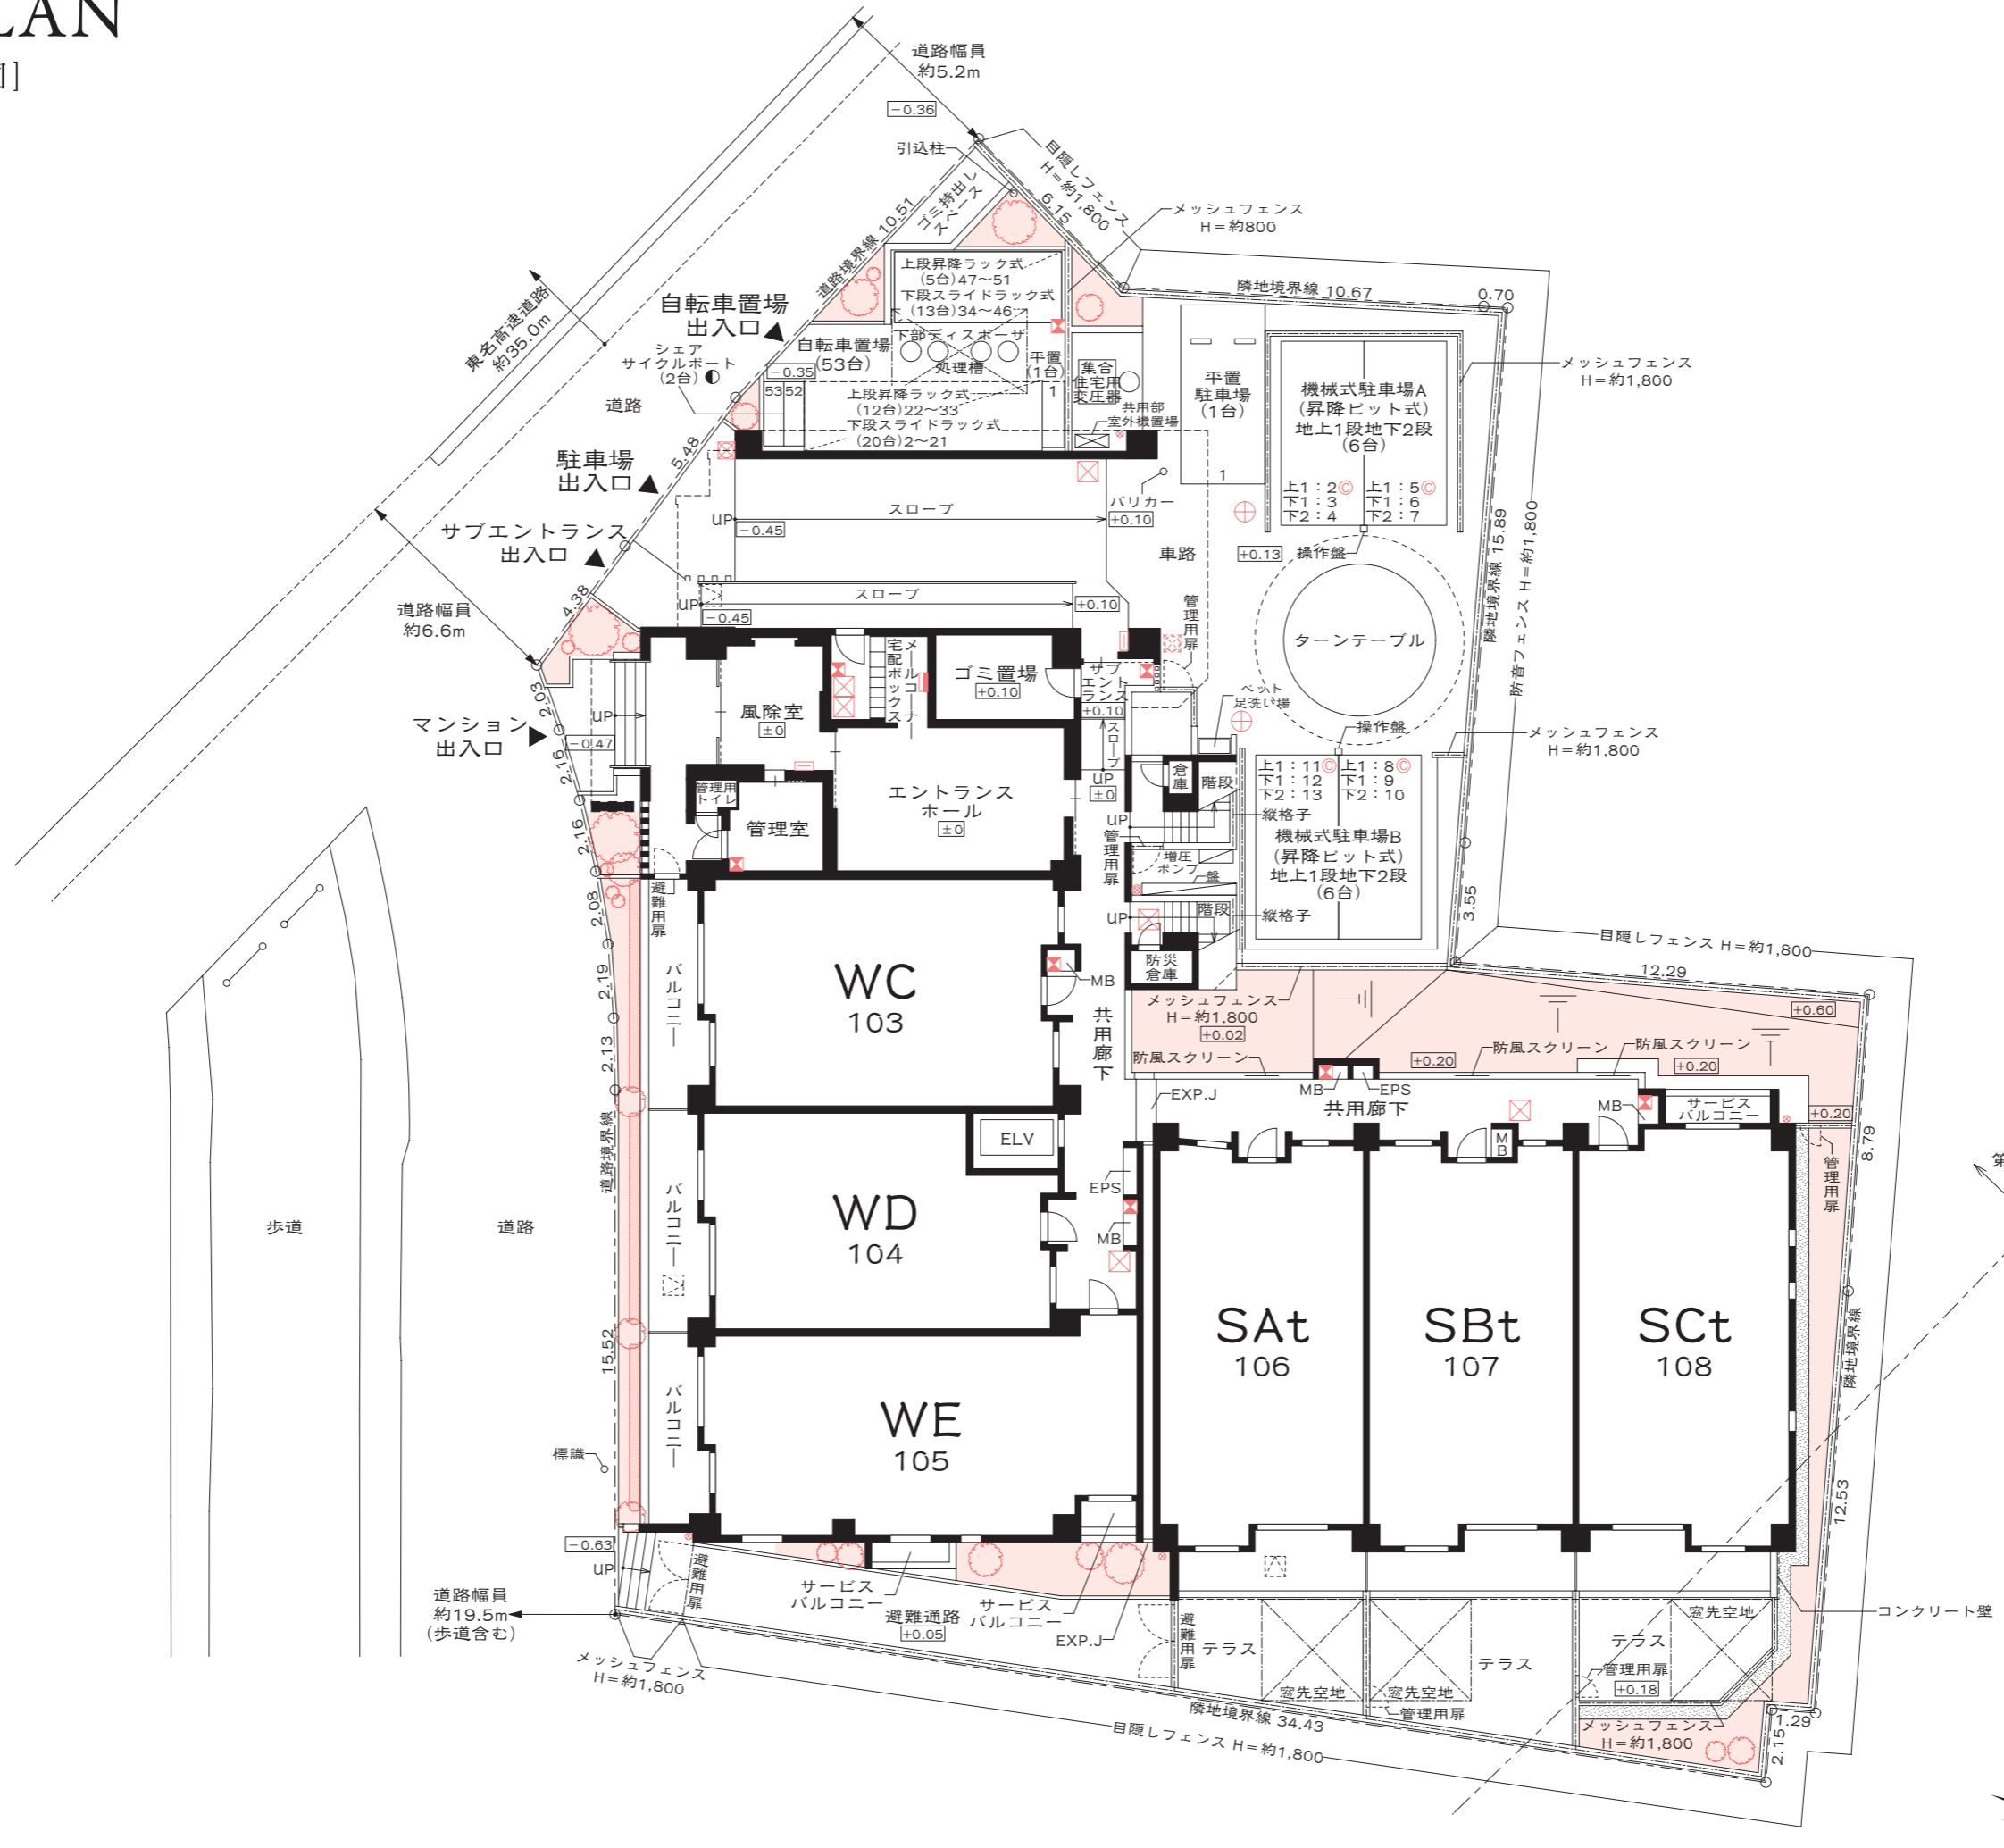 LAN
道路幅員
約5.2m
-0.36
引込柱
目隠しフェンス
H=約1,800
6.15
ゴミ持出し
スペース
道路境界線 10.51
メッシュフェンス
H=約800
東名高速道路
約35.0m
自転車置場
出入口
上段昇降ラック式
(5台)47〜51
下段スライドラック式
(13台)34〜46
下部ディスポーザ
処理槽
隣地境界線 10.67
0.70
シェア
サイクルポート
(2台)
-0.35
自転車置場
(53台)
平置
(1台)
集合
住宅用
変圧器
平置
駐車場
(1台)
1
機械式駐車場A
(昇降ピット式)
地上1段地下2段
(6台)
メッシュフェンス
H=約1,800
道路
53
52
上段昇降ラック式
(12台)22〜33
下段スライドラック式
(20台)2〜21
1
共用部
室外機置場
駐車場
出入口
5.48
上1:2Ⓒ
下1:3
下2:4
上1:5Ⓒ
下1:6
下2:7
バリカー
+0.10
スロープ
UP
-0.45
サブエントランス
出入口
車路
+0.13
操作盤
隣地境界線 15.89
防音フェンス H=約1,800
4.38
スロープ
UP
-0.45
+0.10
管理用扉
道路幅員
約6.6m
ターンテーブル
宅配ボックス
メールコーナー
ゴミ置場
+0.10
サブ
エント
ランス
+0.10
ペット
足洗い場
2.03
UP
風除室
±0
マンション
出入口
-0.47
操作盤
メッシュフェンス
H=約1,800
2.16
スロープ
UP
±0
倉庫
階段
上1:11Ⓒ
下1:12
下2:13
上1:8Ⓒ
下1:9
下2:10
管理用
トイレ
管理室
エントランス
ホール
±0
UP
縦格子
機械式駐車場B
(昇降ピット式)
地上1段地下2段
(6台)
2.16
管理用扉
増圧
ポンプ
盤
避難用扉
2.08
UP
階段
縦格子
3.55
目隠しフェンス H=約1,800
12.29
防災
倉庫
2.19
バルコニー
WC
103
MB
メッシュフェンス
H=約1,800
+0.02
+0.60
共用廊下
2.13
防風スクリーン
+0.20
防風スクリーン
防風スクリーン
+0.20
EXP.J
MB
EPS
共用廊下
MB
サービス
バルコニー
+0.20
道路境界線
ELV
MB
8.79
管理用扉
第
歩道
道路
バルコニー
WD
104
EPS
MB
15.52
SAt
106
SBt
107
SCt
108
隣地境界線
バルコニー
WE
105
標識
12.53
-0.63
UP
避難用扉
道路幅員
約19.5m
(歩道含む)
サービス
バルコニー
サービス
バルコニー
避難通路
+0.05
EXP.J
避難用扉
テラス
窓先空地
窓先空地
テラス
窓先空地
テラス
コンクリート壁
メッシュフェンス
H=約1,800
管理用扉
+0.18
管理用扉
隣地境界線 34.43
目隠しフェンス H=約1,800
メッシュフェンス
H=約1,800
1.29
2.15